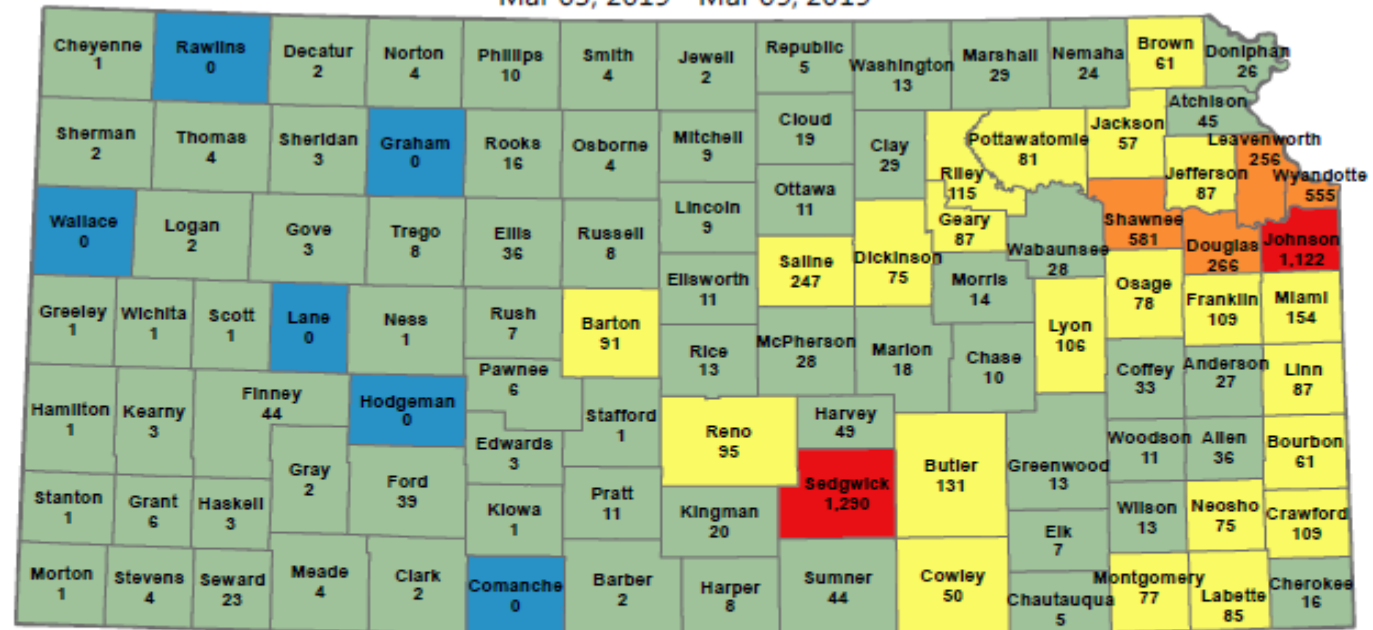 Mar 03, 2019 - Mar 09, 2019
Cheyenne
1
Rawlins
0
Decatur
2
Norton
4
Phillips
10
Smith
4
Jewell
2
Republic
5
Washington
13
Marshall
29
Nemaha
24
Brown
61
Doniphan
26
Atchison
45
Sherman
2
Thomas
4
Sheridan
3
Graham
0
Rooks
16
Osborne
4
Mitchell
9
Cloud
19
Clay
29
Riley
115
Pottawatomie
81
Jackson
57
Jefferson
87
Leavenworth
256
Wyandotte
555
Ottawa
11
Lincoln
9
Wallace
0
Logan
2
Gove
3
Trego
8
Ellis
36
Russell
8
Ellsworth
11
Saline
247
Dickinson
75
Geary
87
Wabaunsee
28
Shawnee
581
Douglas
266
Johnson
1,122
Morris
14
Greeley
1
Wichita
1
Scott
1
Lane
0
Ness
1
Rush
7
Barton
91
Rice
13
McPherson
28
Marion
18
Chase
10
Lyon
106
Osage
78
Franklin
109
Miami
154
Coffey
33
Anderson
27
Linn
87
Hamilton
1
Kearny
3
Finney
44
Hodgeman
0
Pawnee
6
Stafford
1
Edwards
3
Reno
95
Harvey
49
Butler
131
Greenwood
13
Woodson
11
Allen
36
Bourbon
61
Gray
2
Ford
39
Stanton
1
Grant
6
Haskell
3
Kiowa
1
Pratt
11
Kingman
20
Sedgwick
1,290
Elk
7
Wilson
13
Neosho
75
Crawford
109
Morton
1
Stevens
4
Seward
23
Meade
4
Clark
2
Comanche
0
Barber
2
Harper
8
Sumner
44
Cowley
50
Chautauqua
5
Montgomery
77
Labette
85
Cherokee
16